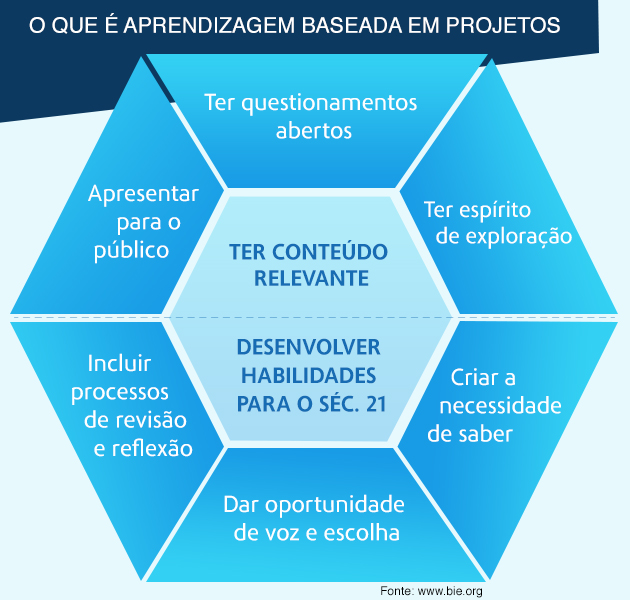 O QUE É APRENDIZAGEM BASEADA EM PROJETOS
Ter questionamentos
abertos
Apresentar
para o
público
Ter espírito
de exploração
TER CONTEÚDO
RELEVANTE
DESENVOLVER
HABILIDADES
PARA O SÉC. 21
Incluir
processos
de revisão
e reflexão
Criar a
necessidade
de saber
Dar oportunidade
de voz e escolha
Fonte: www.bie.org